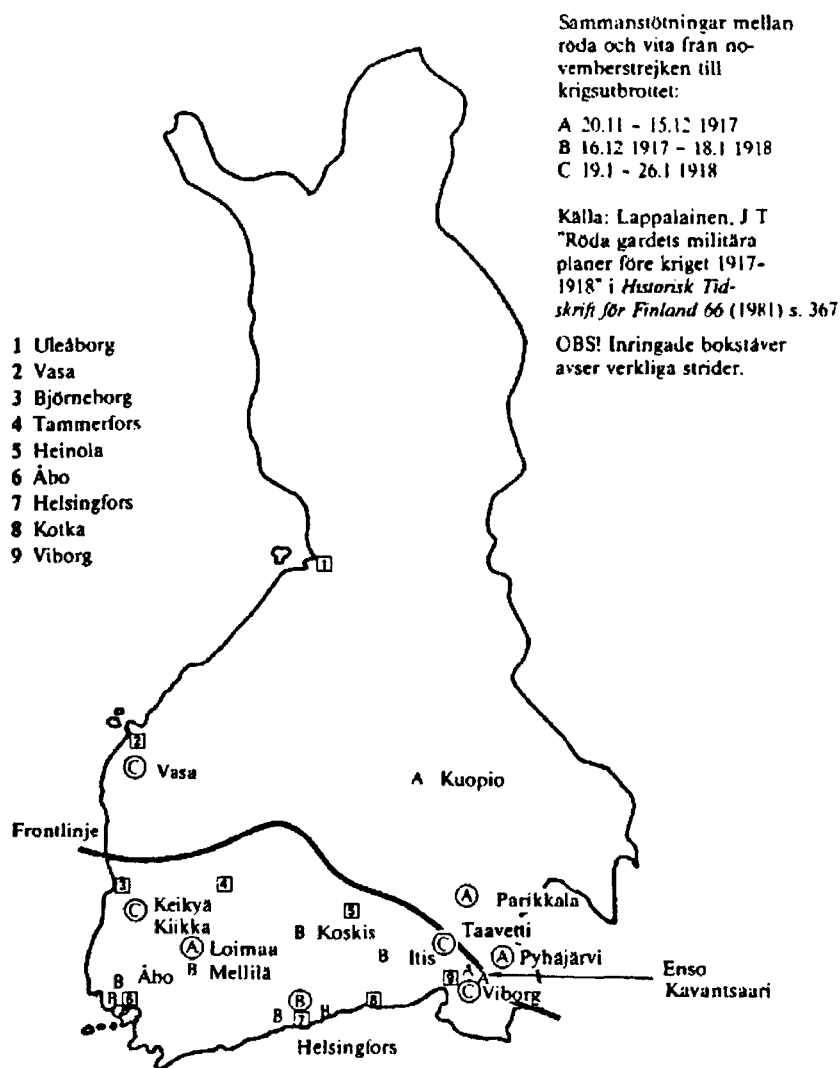 Sammanstötningar mellan
röda och vita från no-
vemberstrejken till
krigsutbrottet:
A 20.11 - 15.12 1917
B 16.12 1917 - 18.1 1918
C 19.1 - 26.1 1918
Källa: Lappalainen, J T
"Röda gardets militära
planer före kriget 1917-
1918" i Historisk Tid-
skrift för Finland 66 (1981) s. 367
OBS! Inringade bokstäver
avser verkliga strider.
1 Uleåborg
2 Vasa
3 Björneborg
4 Tammerfors
5 Heinola
6 Åbo
7 Helsingfors
8 Kotka
9 Viborg
1
2
C Vasa
A Kuopio
Frontlinje
3
4
C Keikyä
Kiikka
5
B Koskis
A Parikkala
Taavetti
A Loimaa
B Mellilä
B Itis C
A Pyhäjärvi
B Åbo
B 6
9 A A
C Viborg
Enso
Kavantsaari
B
B 7 B
8
Helsingfors